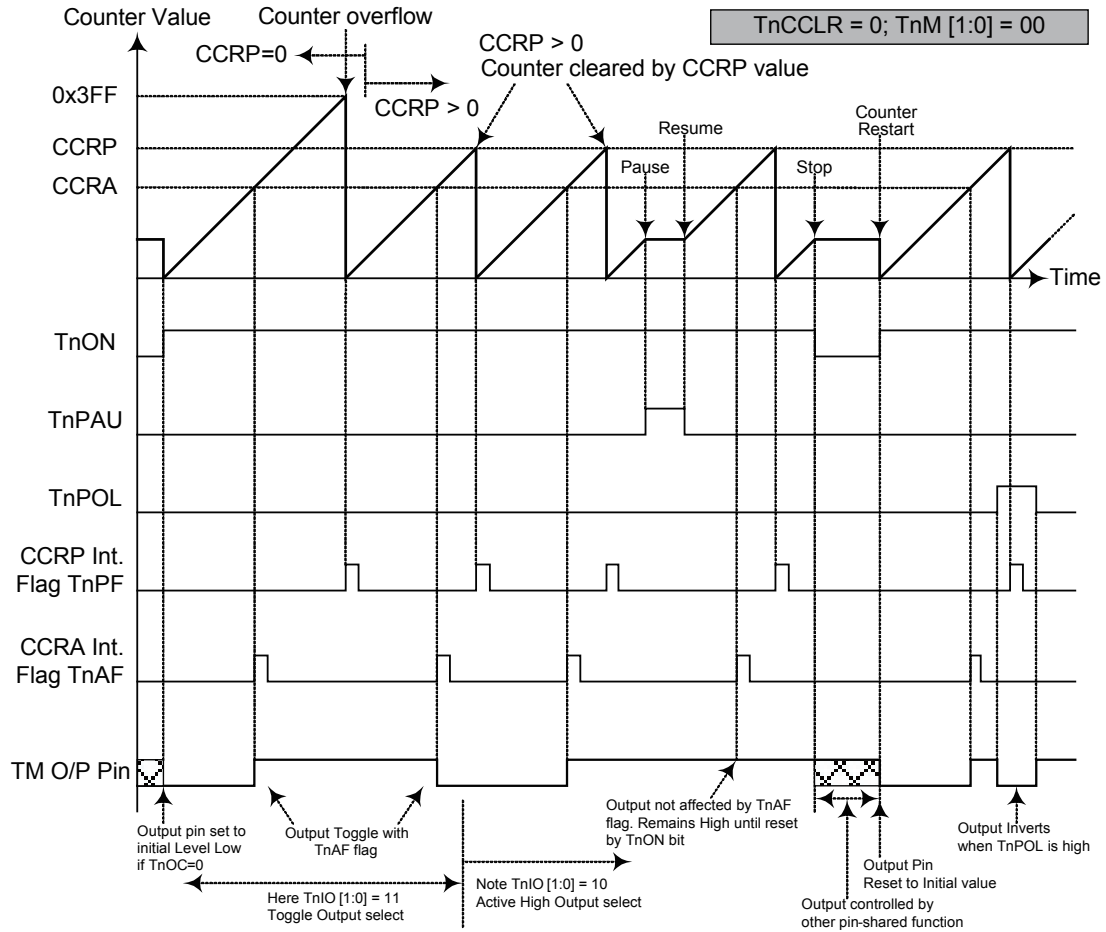 Counter Value
Counter overflow
TnCCLR = 0; TnM [1:0] = 00
CCRP=0
CCRP > 0
CCRP > 0
Counter cleared by CCRP value
0x3FF
CCRP
CCRA
Pause
Resume
Stop
Counter
Restart
Time
TnON
TnPAU
TnPOL
CCRP Int.
Flag TnPF
CCRA Int.
Flag TnAF
TM O/P Pin
Output pin set to
initial Level Low
if TnOC=0
Output Toggle with
TnAF flag
Output not affected by TnAF
flag. Remains High until reset
by TnON bit
Output Inverts
when TnPOL is high
Output Pin
Reset to Initial value
Here TnIO [1:0] = 11
Toggle Output select
Note TnIO [1:0] = 10
Active High Output select
Output controlled by
other pin-shared function